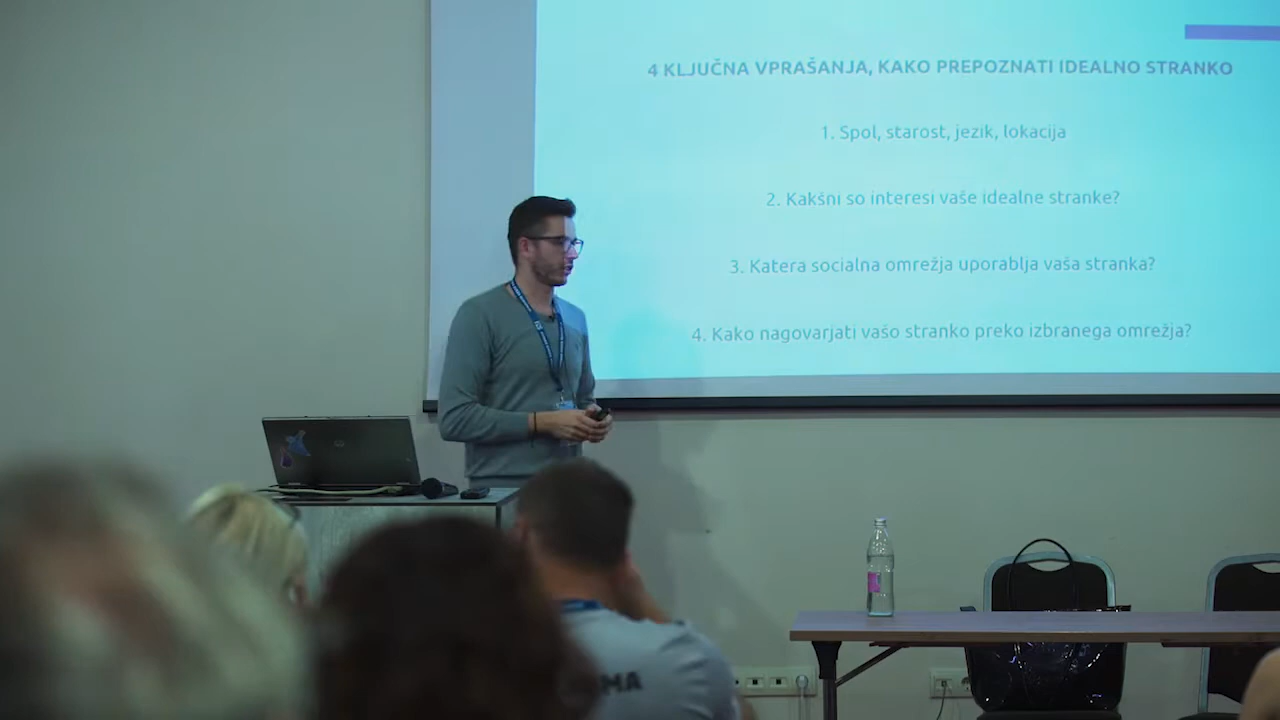 4 KLJUČNA VPRAŠANJA, KAKO PREPOZNATI IDEALNO STRANKO
1. Spol, starost, jezik, lokacija
2. Kakšni so interesi vaše idealne stranke?
3. Katera socialna omrežja uporablja vaša stranka?
4. Kako nagovarjati vašo stranko preko izbranega omrežja?